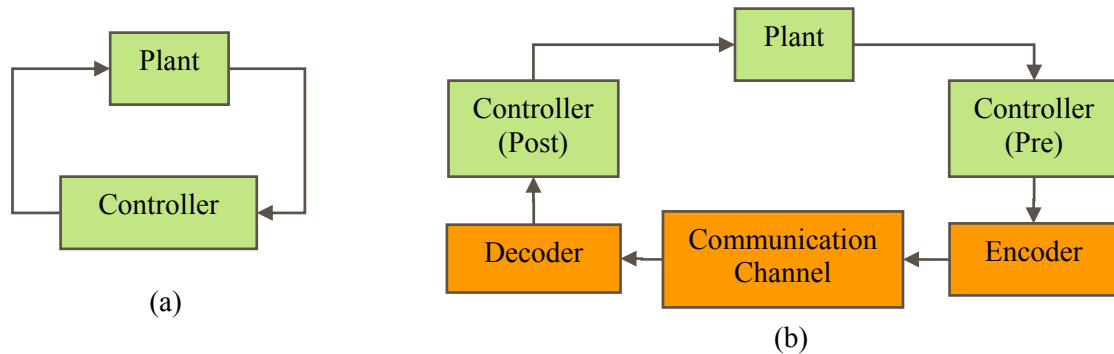 Plant
Controller
(a)
Plant
Controller
(Post)
Controller
(Pre)
Decoder
Communication
Channel
Encoder
(b)